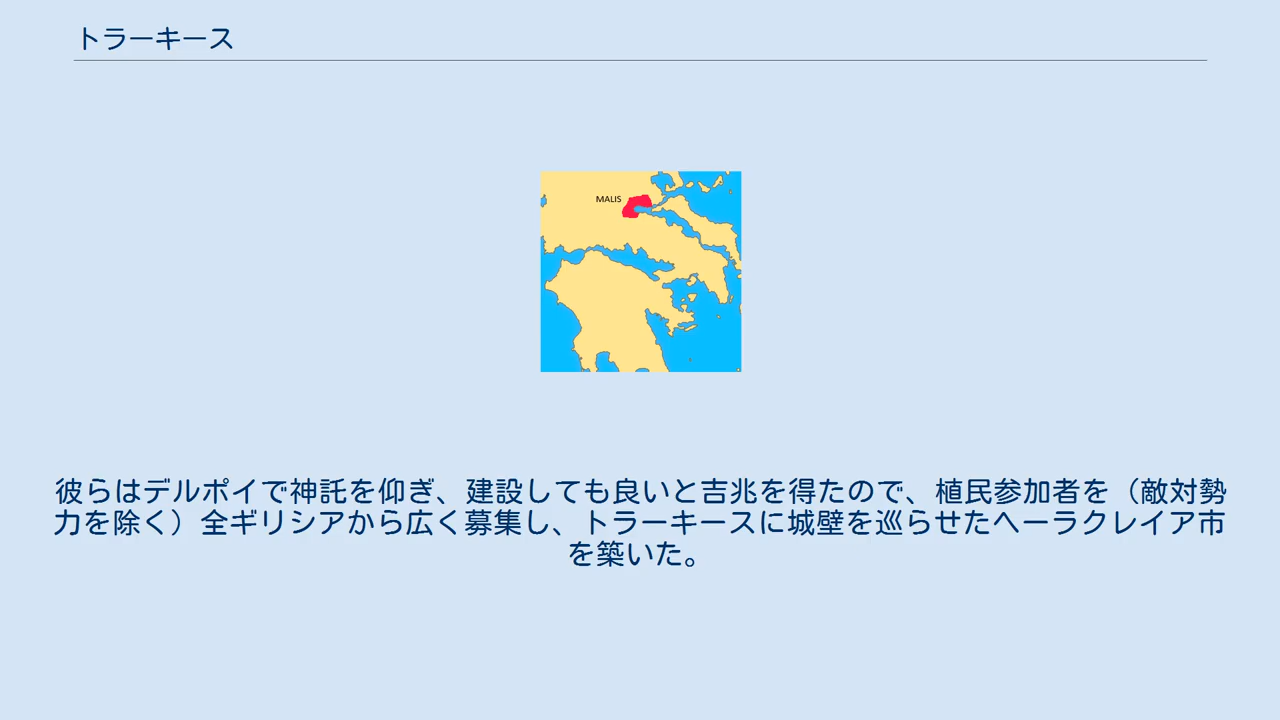 トラーキース
MALIS
彼らはデルポイで神託を仰ぎ、建設しても良いと吉兆を得たので、植民参加者を（敵対勢
力を除く）全ギリシアから広く募集し、トラーキースに城壁を巡らせたヘーラクレイア市
を築いた。